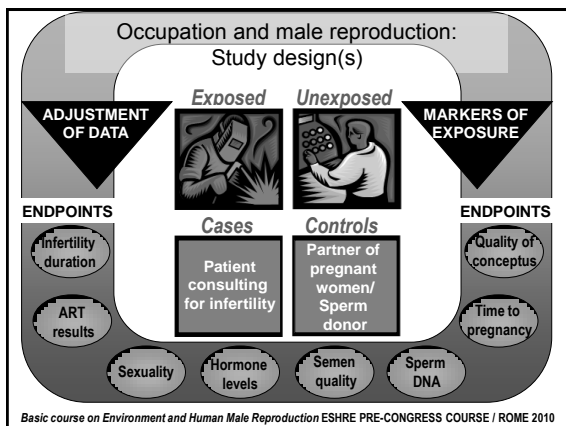 Occupation and male reproduction:
Study design(s)
Exposed
Unexposed
ADJUSTMENT
OF DATA
MARKERS OF
EXPOSURE
ENDPOINTS
ENDPOINTS
Cases
Controls
Infertility
duration
Patient
consulting
for infertility
Partner of
pregnant
women/
Sperm
donor
Quality of
conceptus
ART
results
Time to
pregnancy
Sexuality
Hormone
levels
Semen
quality
Sperm
DNA
Basic course on Environment and Human Male Reproduction ESHRE PRE-CONGRESS COURSE / ROME 2010